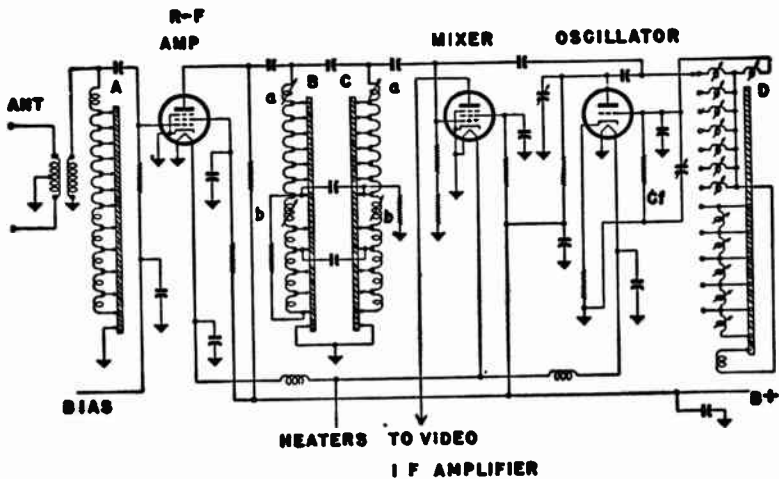 R-F
AMP
MIXER
OSCILLATOR
ANT
A
a
B
C
a
D
b
b
Cf
BIAS
B+
HEATERS TO VIDEO
I F AMPLIFIER